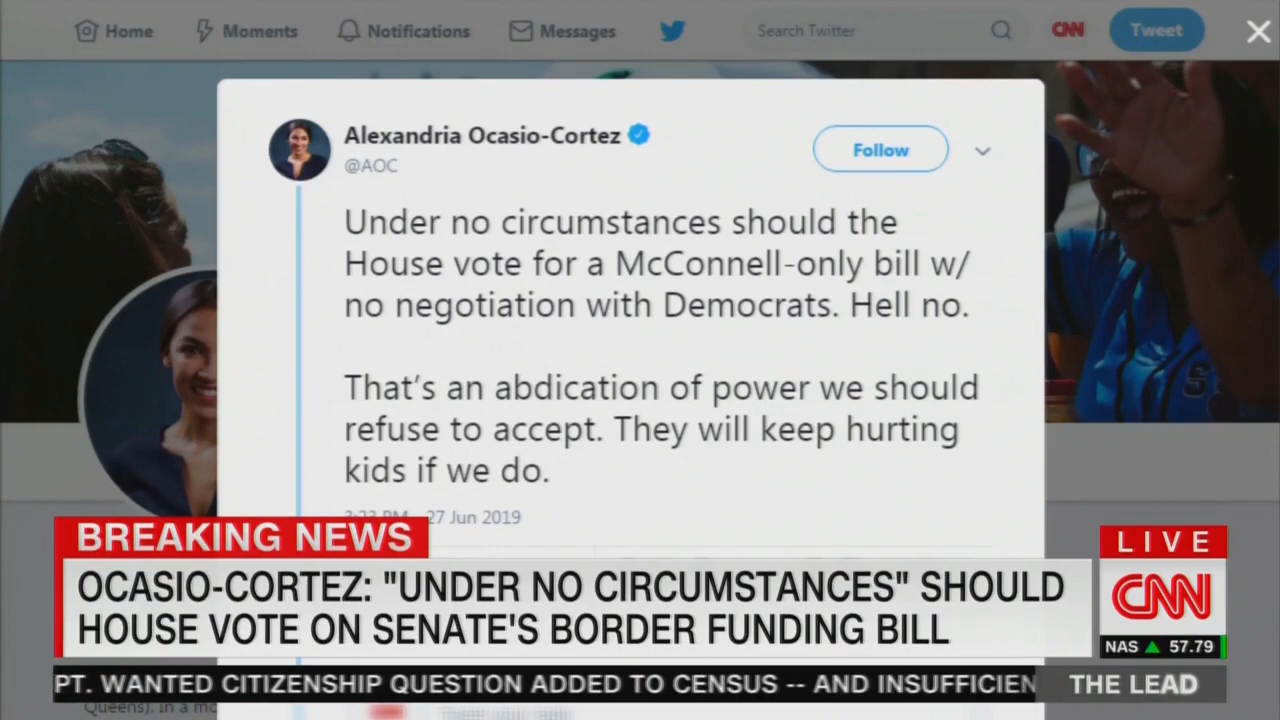 Home Moments Notifications Messages Search Twitter CNN Tweet
Alexandria Ocasio-Cortez
@AOC
Follow
Under no circumstances should the
House vote for a McConnell-only bill w/
no negotiation with Democrats. Hell no.
That's an abdication of power we should
refuse to accept. They will keep hurting
kids if we do.
3:23 PM 27 Jun 2019
BREAKING NEWS
OCASIO-CORTEZ: "UNDER NO CIRCUMSTANCES" SHOULD
HOUSE VOTE ON SENATE'S BORDER FUNDING BILL
LIVE
CNN
NAS ▲ 57.79
PT. WANTED CITIZENSHIP QUESTION ADDED TO CENSUS -- AND INSUFFICIEN
THE LEAD
Queens). In a mo